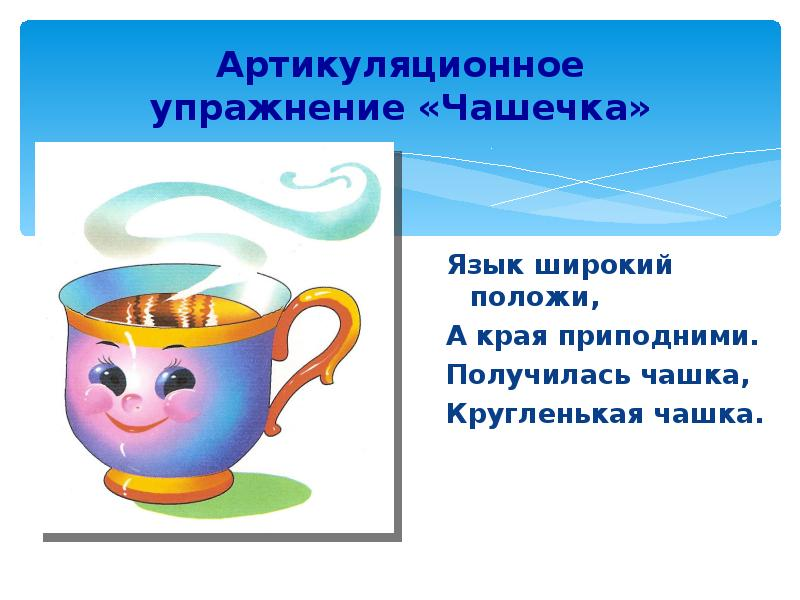 Артикуляционное
упражнение «Чашечка»
Язык широкий
положи,
А края приподними.
Получилась чашка,
Кругленькая чашка.